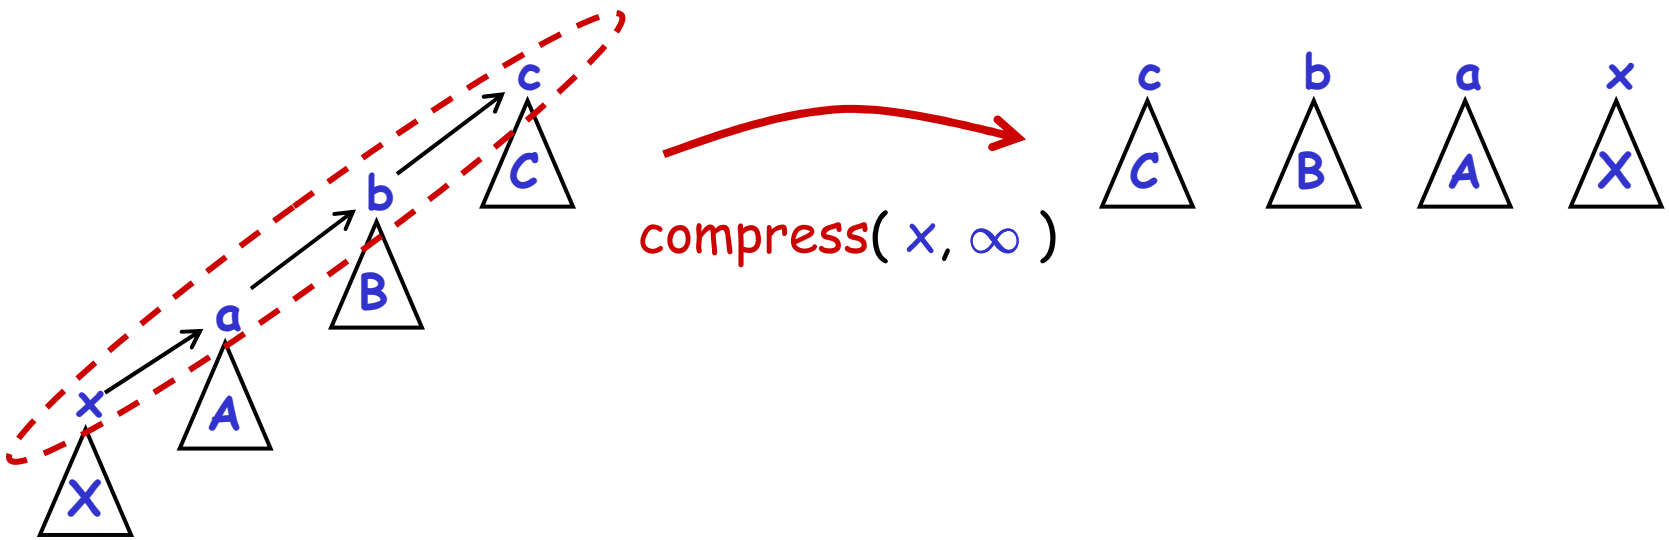 c b a x
c
C B A X
C
b
compress( x, ∞ )
B
a
x
A
X